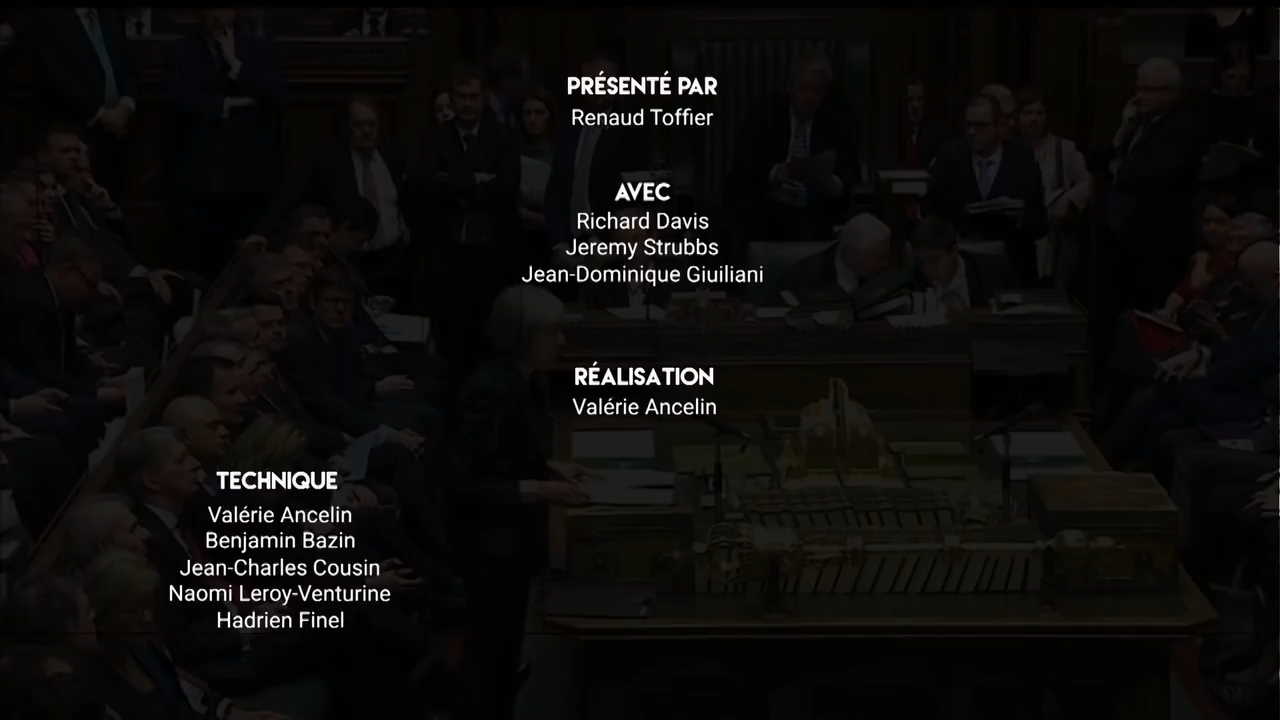 PRÉSENTÉ PAR
Renaud Toffier
AVEC
Richard Davis
Jeremy Strubbs
Jean-Dominique Giuiliani
RÉALISATION
Valérie Ancelin
TECHNIQUE
Valérie Ancelin
Benjamin Bazin
Jean-Charles Cousin
Naomi Leroy-Venturine
Hadrien Finel